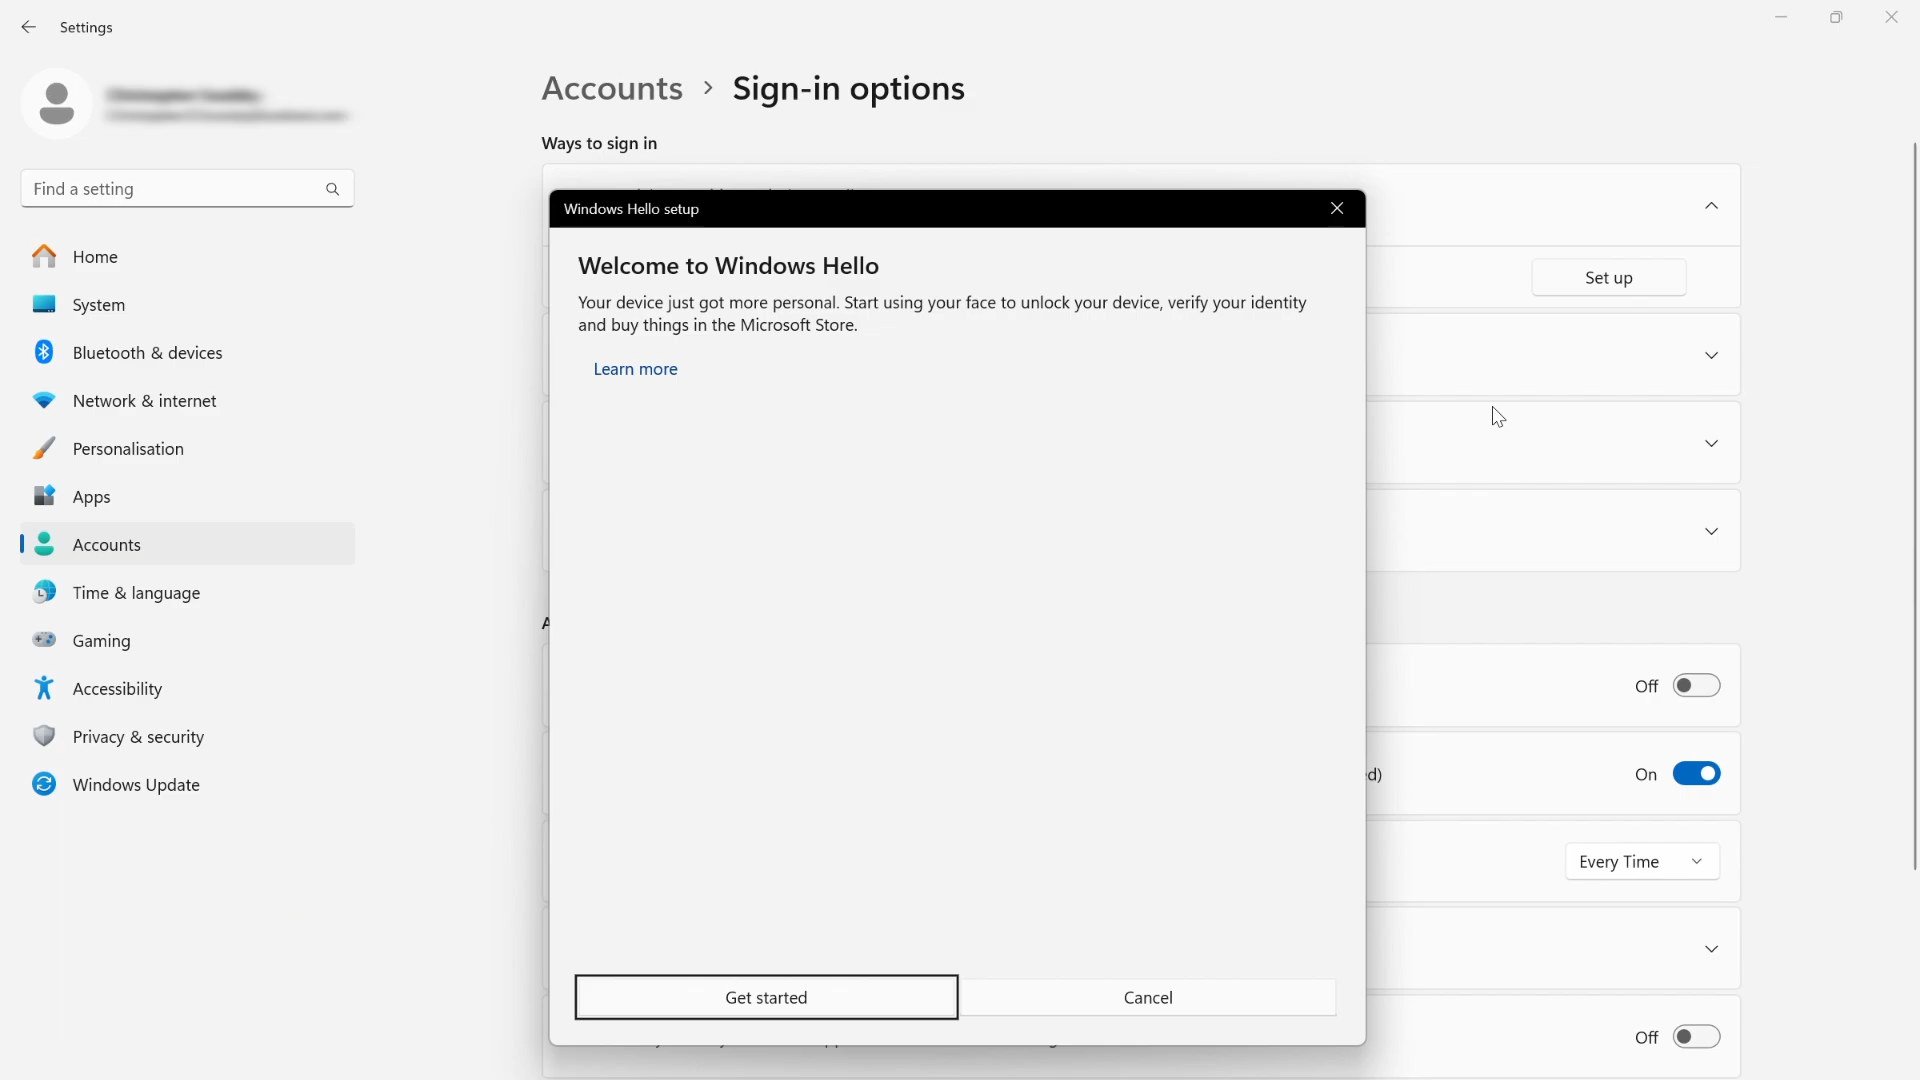 Settings
Find a setting
Home
System
Bluetooth & devices
Network & internet
Personalisation
Apps
Accounts
Time & language
Gaming
Accessibility
Privacy & security
Windows Update
Accounts > Sign-in options
Ways to sign in
Set up
Windows Hello setup
Welcome to Windows Hello
Your device just got more personal. Start using your face to unlock your device, verify your identity
and buy things in the Microsoft Store.
Learn more
Get started
Cancel
Off
On
Every Time
Off